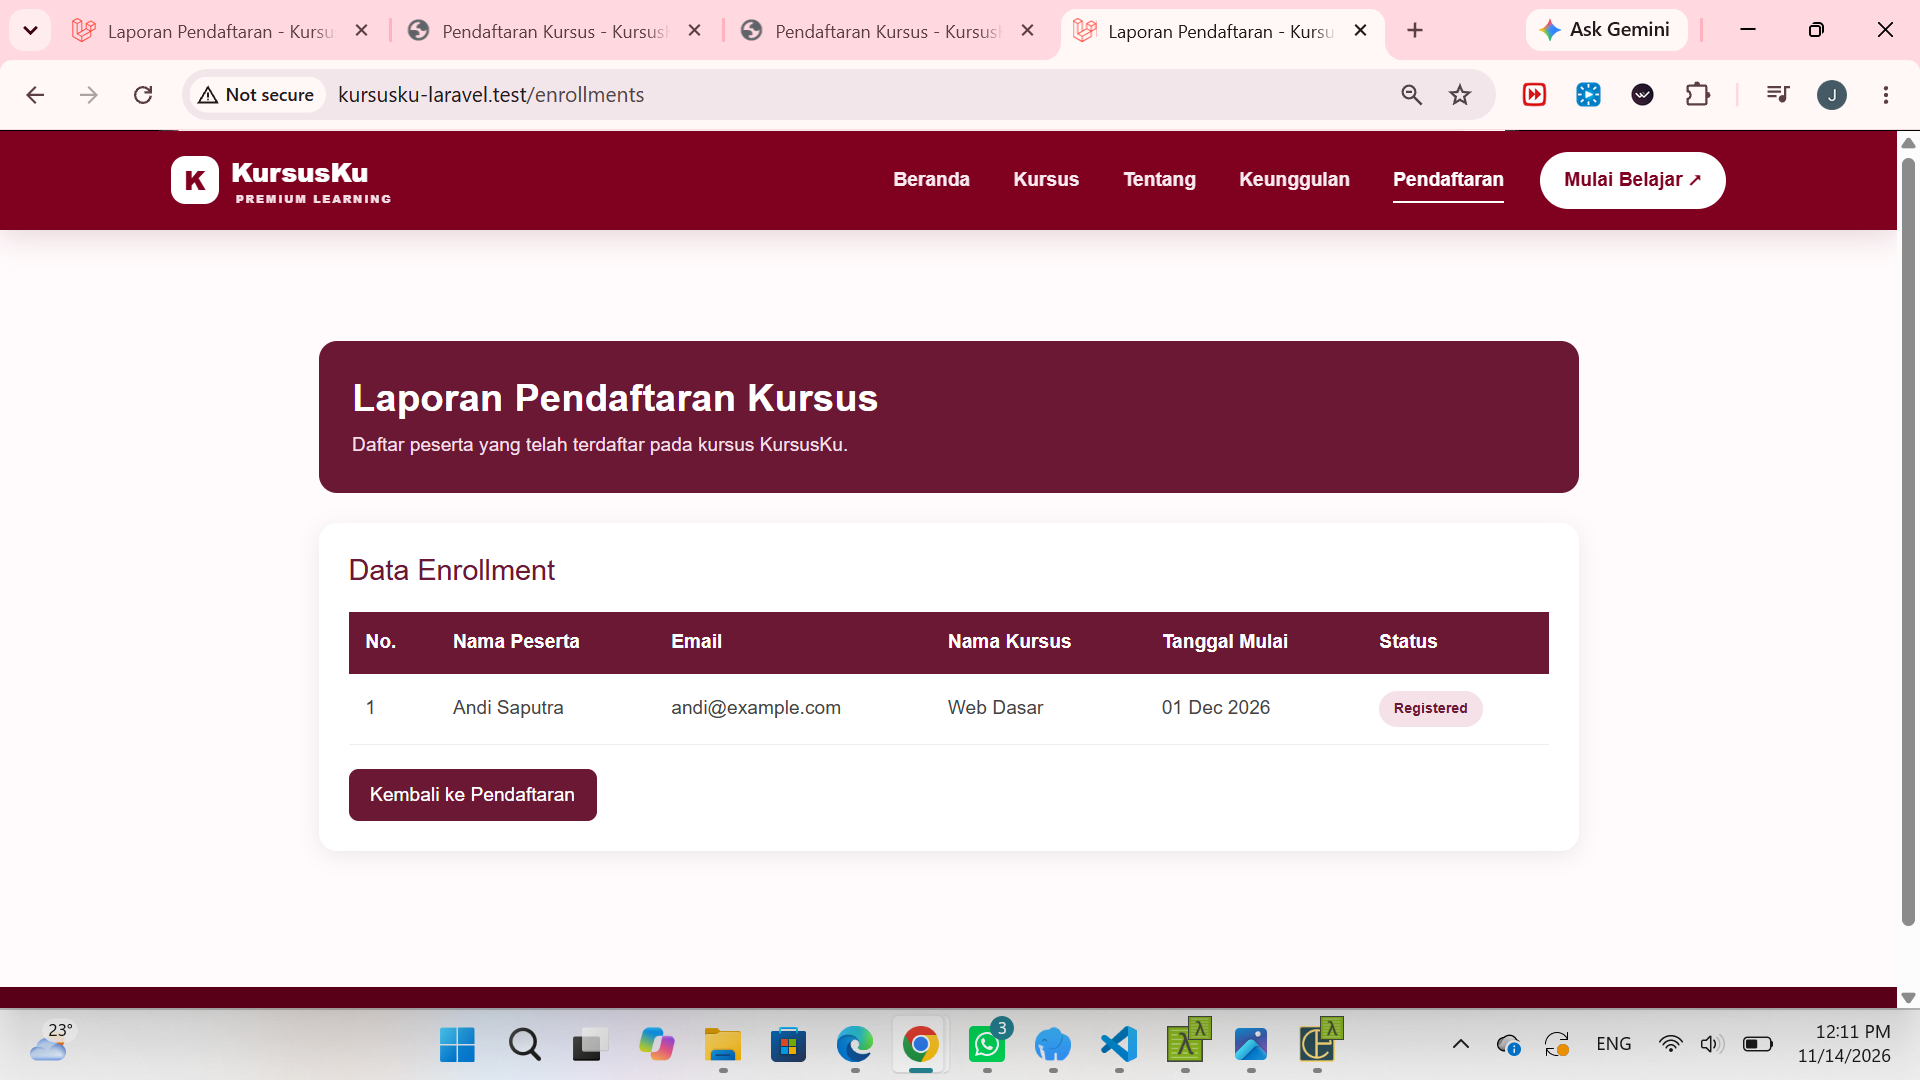 Laporan Pendaftaran - Kursu
Pendaftaran Kursus - Kursus
Pendaftaran Kursus - Kursus
Laporan Pendaftaran - Kursu
Ask Gemini
Not secure
kursusku-laravel.test/enrollments
J
K
KursusKu
PREMIUM LEARNING
Beranda
Kursus
Tentang
Keunggulan
Pendaftaran
Mulai Belajar ↗
Laporan Pendaftaran Kursus
Daftar peserta yang telah terdaftar pada kursus KursusKu.
Data Enrollment
No. Nama Peserta Email Nama Kursus Tanggal Mulai Status
1 Andi Saputra andi@example.com Web Dasar 01 Dec 2026 Registered
Kembali ke Pendaftaran
23°
3
ENG
12:11 PM
11/14/2026